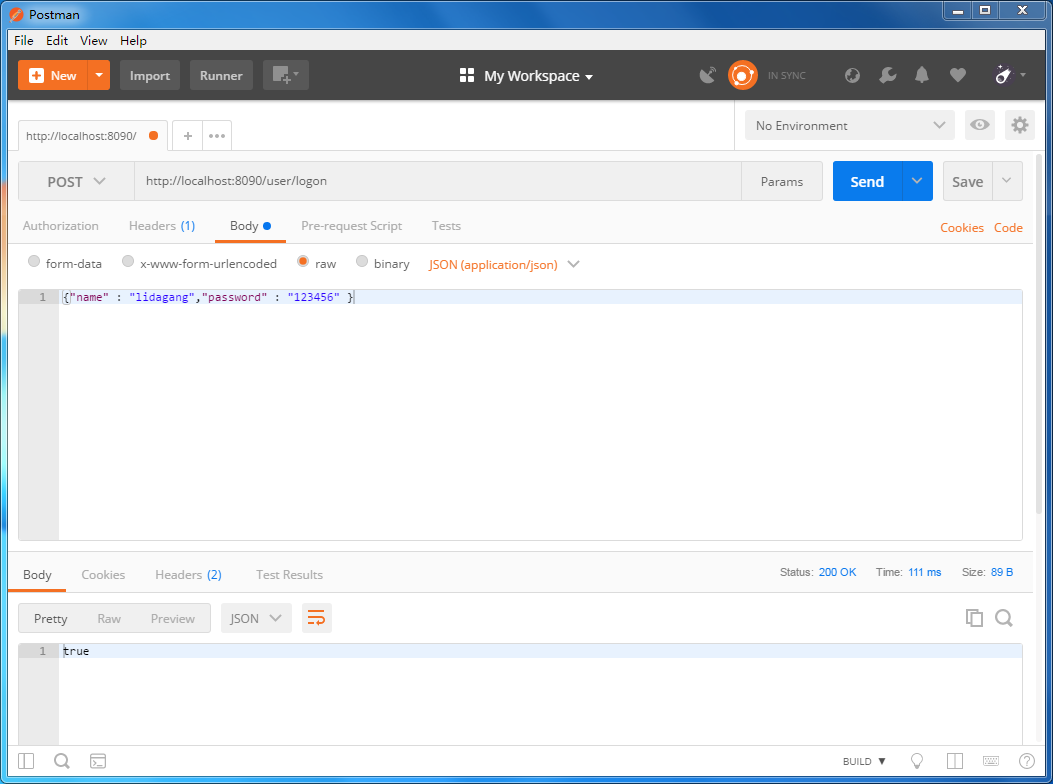 Postman
File Edit View Help
New Import Runner My Workspace IN SYNC
http://localhost:8090/ No Environment
POST http://localhost:8090/user/logon Params Send Save
Authorization Headers (1) Body Pre-request Script Tests Cookies Code
form-data x-www-form-urlencoded raw binary JSON (application/json)
1 {"name" : "lidagang","password" : "123456" }
Body Cookies Headers (2) Test Results Status: 200 OK Time: 111 ms Size: 89 B
Pretty Raw Preview JSON
1 true
BUILD